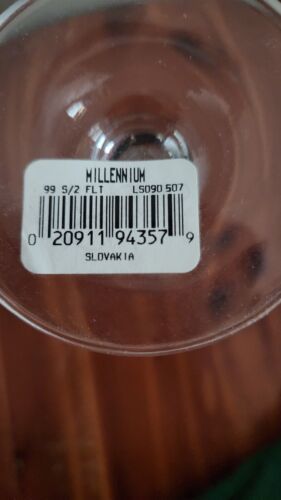 MILLENNIUM
99 S/2 FLT LS090 507
0 20911 94357 9
SLOVAKIA